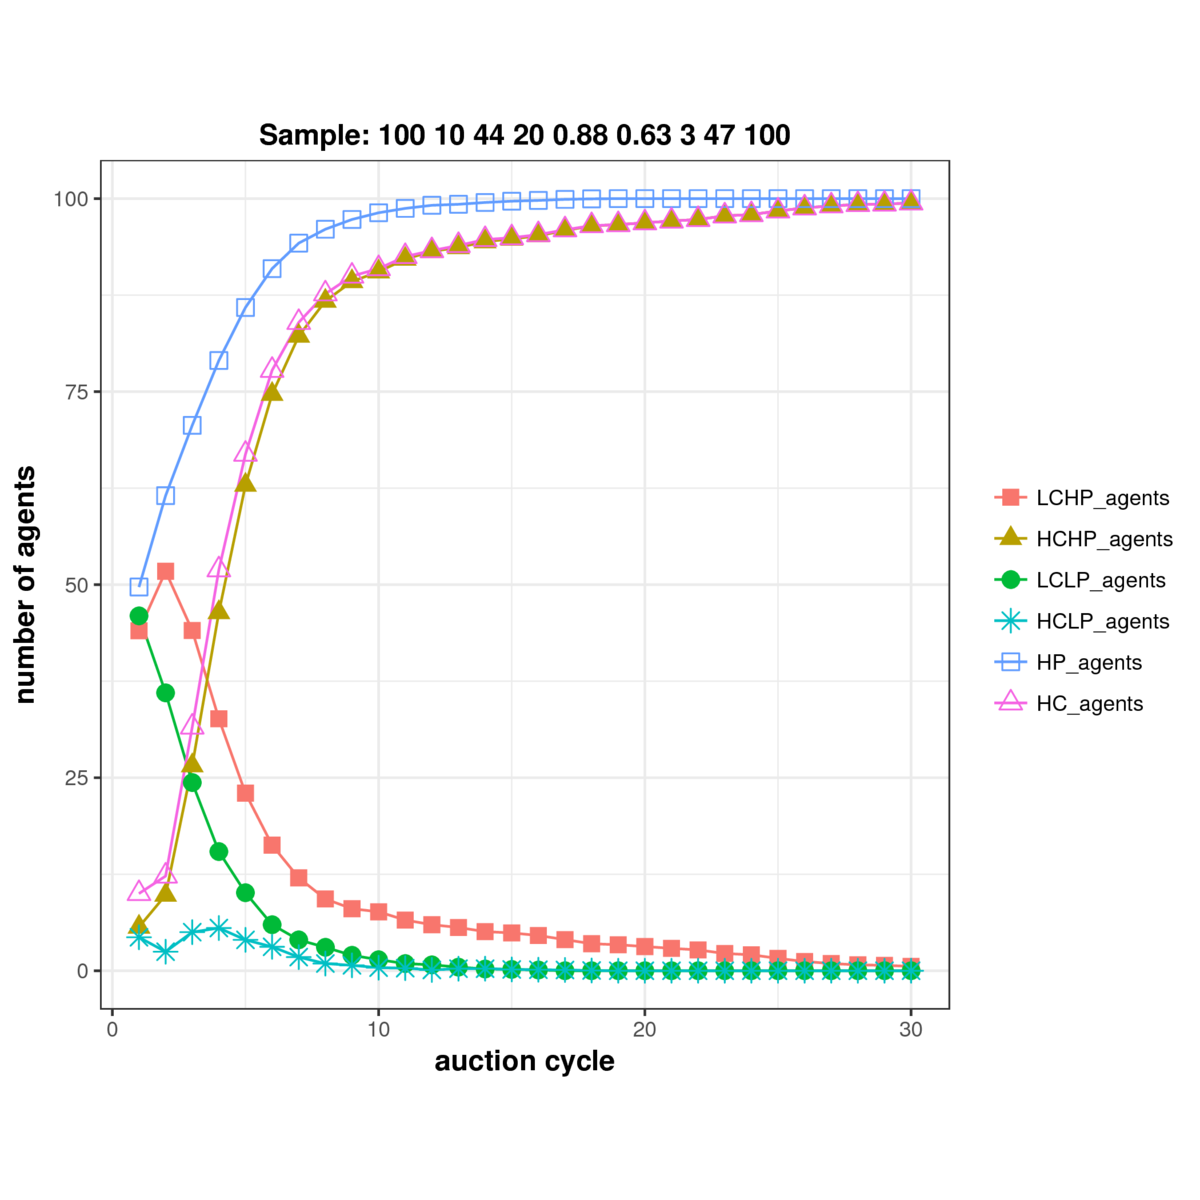 Sample: 100 10 44 20 0.88 0.63 3 47 100
100
75
50
25
0
number of agents
0 10 20 30
auction cycle
LCHP_agents
HCHP_agents
LCLP_agents
HCLP_agents
HP_agents
HC_agents